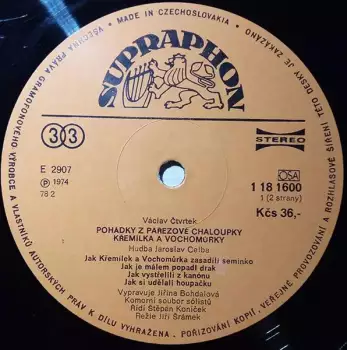 • MADE IN CZECHOSLOVAKIA • VŠECHNA PRÁVA GRAMOFONOVÉHO VÝROBCE A VLASTNÍKŮ AUTORSKÝCH PRÁV K DÍLU VYHRAŽENA. POŘIZOVÁNÍ KOPIÍ, VEŘEJNÉ PROVOZOVÁNÍ A ROZHLASOVÉ ŠÍŘENÍ TÉTO DESKY JE ZAKÁZÁNO
SUPRAPHON
33
STEREO
E 2907
OSA
℗ 1974
1 18 1600
78 2
1 (2 strany)
Kčs 36,-
Václav Čtvrtek
POHÁDKY Z PAŘEZOVÉ CHALOUPKY
KŘEMÍLKA A VOCHOMŮRKY
Hudba Jaroslav Celba
Jak Křemílek a Vochomůrka zasadili semínko
Jak je málem popadl drak
Jak vystřelili z kanónu
Jak si udělali houpačku
Vypravuje Jiřina Bohdalová
Komorní soubor sólistů
Řídí Štěpán Koníček
Režie Jiří Šrámek